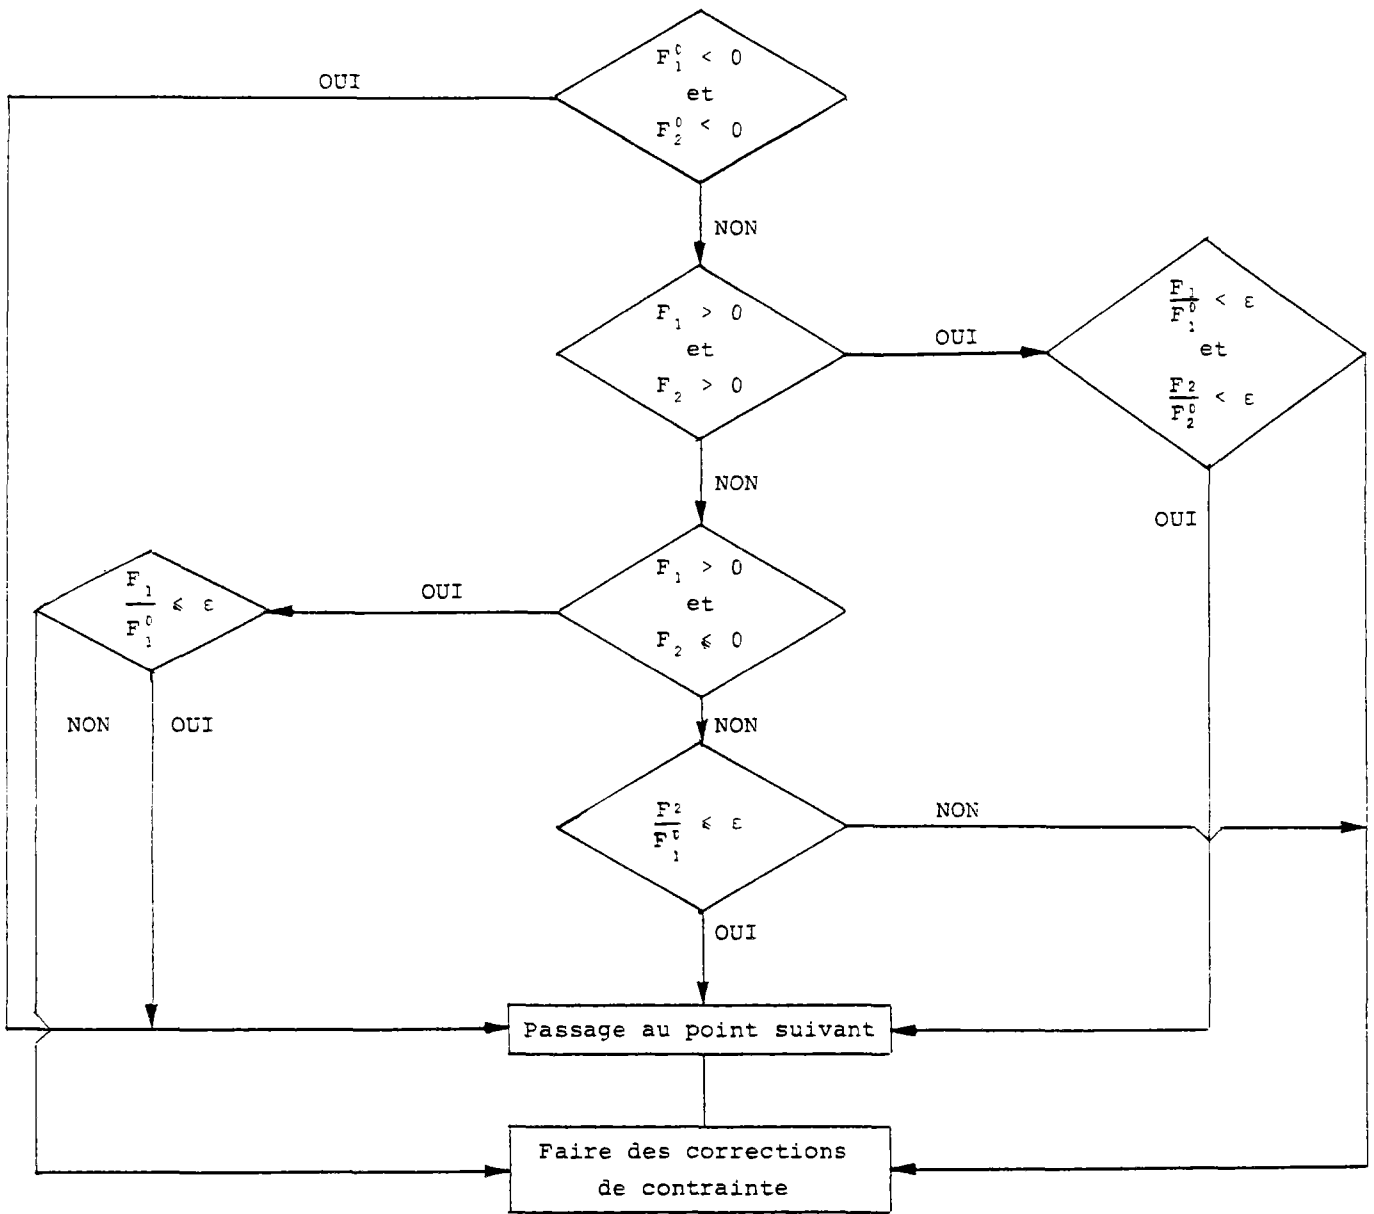 F₁⁰ < 0
et
F₂⁰ < 0
OUI
NON
F₁ > 0
et
F₂ > 0
OUI
F₁/F₁⁰ < ε
et
F₂/F₂⁰ < ε
NON
OUI
F₁ > 0
et
F₂ ⩽ 0
OUI
F₁/F₁⁰ ⩽ ε
NON
OUI
NON
F₂/F₁⁰ ⩽ ε
NON
OUI
Passage au point suivant
Faire des corrections
de contrainte